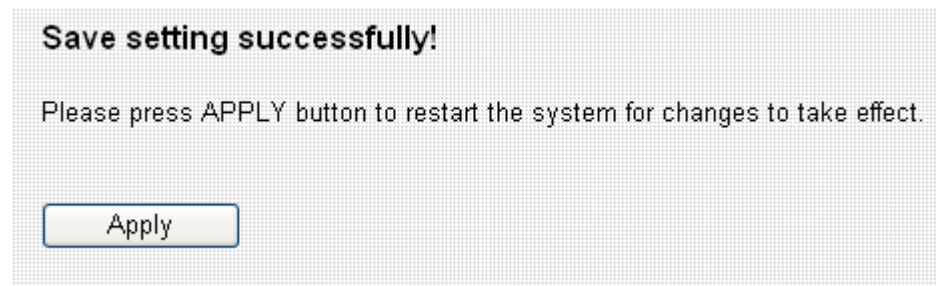 Save setting successfully!
Please press APPLY button to restart the system for changes to take effect.
Apply